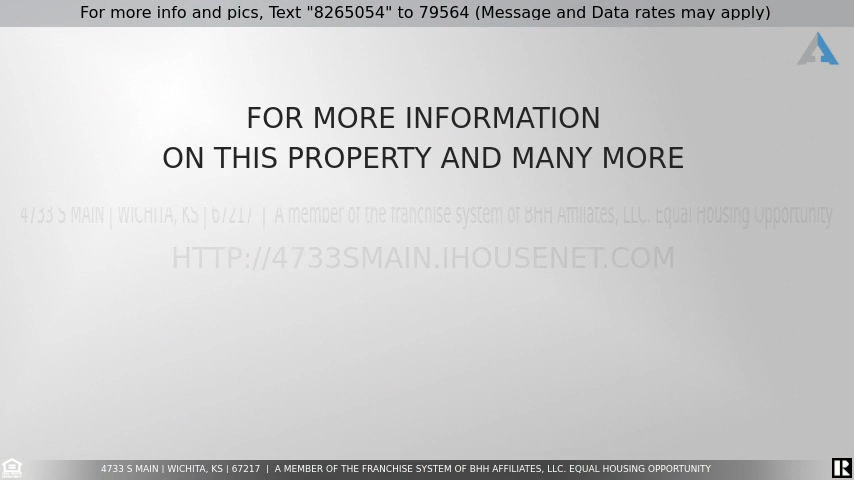 For more info and pics, Text "8265054" to 79564 (Message and Data rates may apply)
FOR MORE INFORMATION
ON THIS PROPERTY AND MANY MORE
4733 S MAIN | WICHITA, KS | 67217 | A member of the franchise system of BHH Affiliates, LLC. Equal Housing Opportunity
HTTP://4733SMAIN.IHOUSENET.COM
4733 S MAIN | WICHITA, KS | 67217 | A MEMBER OF THE FRANCHISE SYSTEM OF BHH AFFILIATES, LLC. EQUAL HOUSING OPPORTUNITY